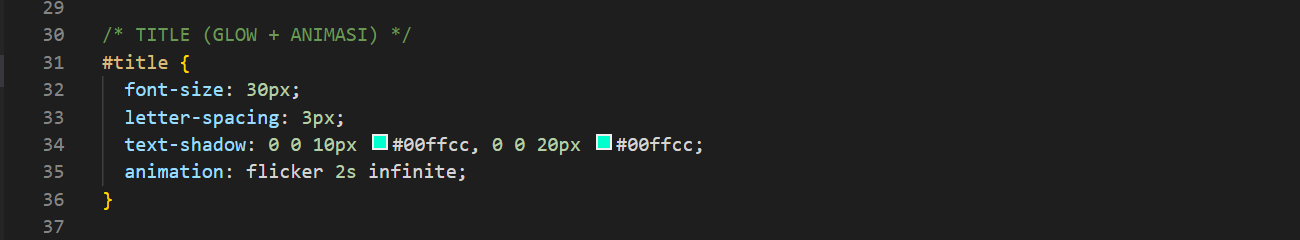 29
30 /* TITLE (GLOW + ANIMASI) */
31 #title {
32 font-size: 30px;
33 letter-spacing: 3px;
34 text-shadow: 0 0 10px #00ffcc, 0 0 20px #00ffcc;
35 animation: flicker 2s infinite;
36 }
37